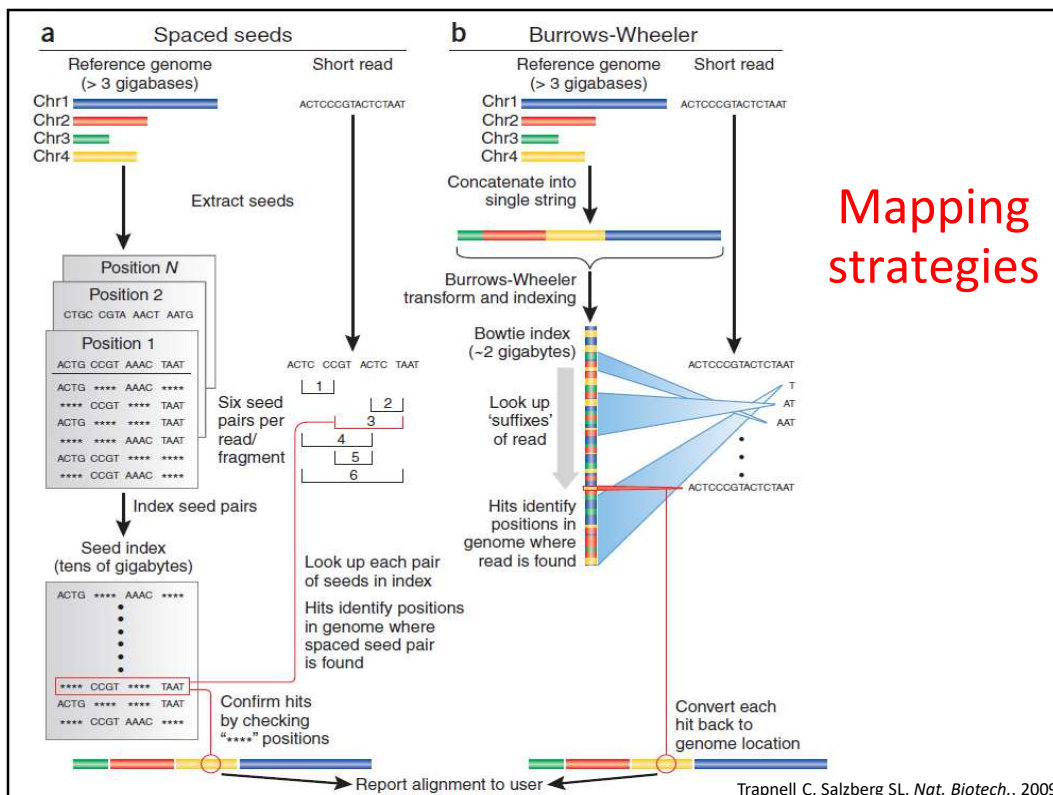 a
Spaced seeds
Reference genome
(> 3 gigabases)
Short read
Chr1
Chr2
Chr3
Chr4
ACTCCCGTACTCTAAT
Extract seeds
Position N
Position 2
CTGC CGTA AACT AATG
Position 1
ACTG CCGT AAAC TAAT
ACTG **** AAAC ****
**** CCGT **** TAAT
ACTG **** **** TAAT
**** **** AAAC TAAT
ACTG CCGT **** ****
**** CCGT AAAC ****
ACTC CCGT ACTC TAAT
1
2
3
4
5
6
Six seed
pairs per
read/
fragment
Index seed pairs
Seed index
(tens of gigabytes)
ACTG **** AAAC ****
**** CCGT **** TAAT
ACTG **** **** TAAT
**** CCGT AAAC ****
Look up each pair
of seeds in index
Hits identify positions
in genome where
spaced seed pair
is found
Confirm hits
by checking
"****" positions
Report alignment to user
b
Burrows-Wheeler
Reference genome
(> 3 gigabases)
Short read
Chr1
Chr2
Chr3
Chr4
ACTCCCGTACTCTAAT
Concatenate into
single string
Burrows-Wheeler
transform and indexing
Bowtie index
(~2 gigabytes)
ACTCCCGTACTCTAAT
T
AT
AAT
Look up
'suffixes'
of read
ACTCCCGTACTCTAAT
Hits identify
positions in
genome where
read is found
Convert each
hit back to
genome location
Mapping
strategies
Trapnell C, Salzberg SL, Nat. Biotech., 2009